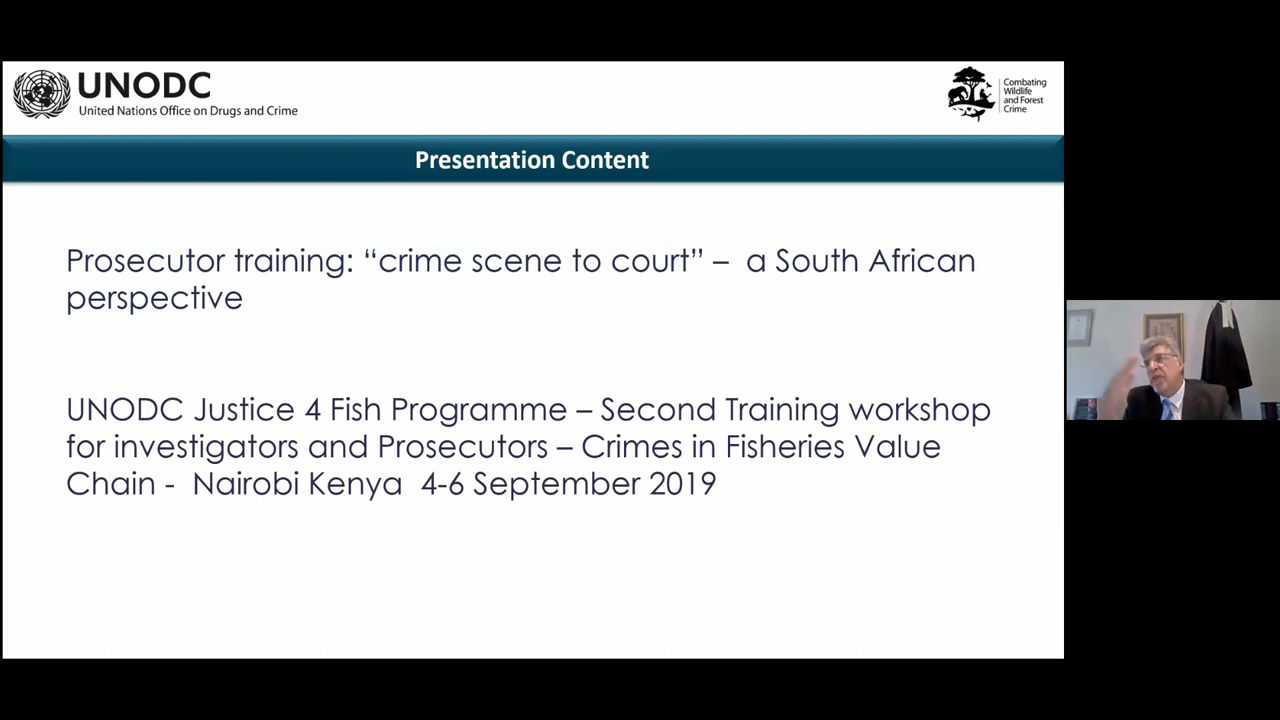 UNODC
United Nations Office on Drugs and Crime
Combating
Wildlife
and Forest
Crime
Presentation Content
Prosecutor training: “crime scene to court” – a South African
perspective
UNODC Justice 4 Fish Programme – Second Training workshop
for investigators and Prosecutors – Crimes in Fisheries Value
Chain - Nairobi Kenya 4-6 September 2019